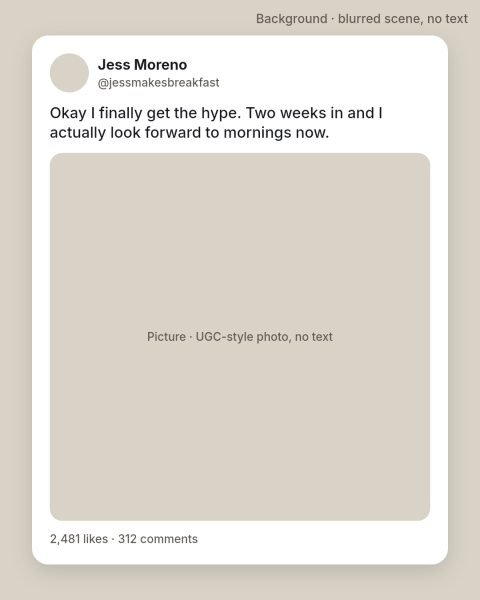 Background · blurred scene, no text
Jess Moreno
@jessmakesbreakfast
Okay I finally get the hype. Two weeks in and I
actually look forward to mornings now.
Picture · UGC-style photo, no text
2,481 likes · 312 comments